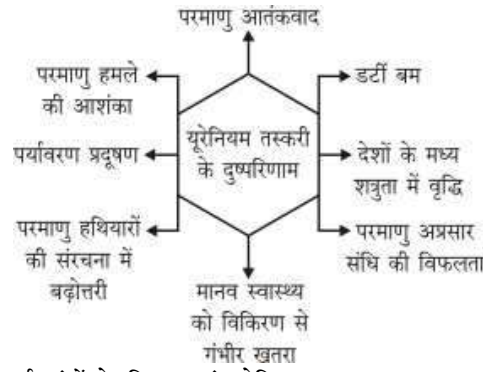 परमाणु आतंकवाद
परमाणु हमले
की आशंका
डर्टी बम
पर्यावरण प्रदूषण
यूरेनियम तस्करी
के दुष्परिणाम
देशों के मध्य
शत्रुता में वृद्धि
परमाणु हथियारों
की संरचना में
बढ़ोत्तरी
परमाणु अप्रसार
संधि की विफलता
मानव स्वास्थ्य
को विकिरण से
गंभीर खतरा